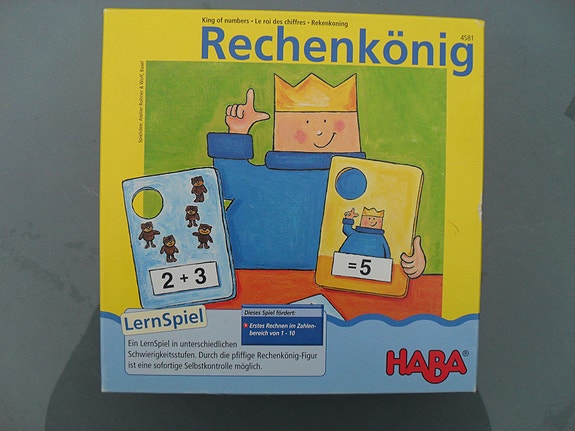 King of numbers • Le roi des chiffres • Rekenkoning
Rechenkönig
4581
2 + 3
= 5
LernSpiel
Dieses Spiel fördert:
Erstes Rechnen im Zahlen-
bereich von 1 - 10
Ein LernSpiel in unterschiedlichen
Schwierigkeitsstufen. Durch die pfiffige Rechenkönig-Figur
ist eine sofortige Selbstkontrolle möglich.
HABA®